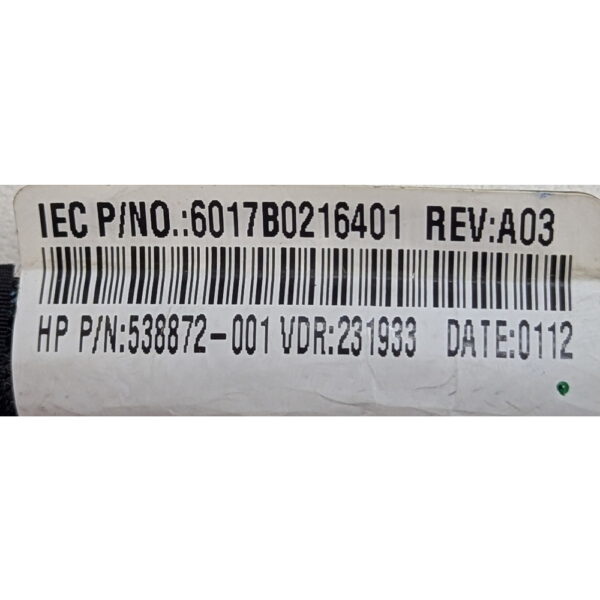 IEC P/NO.:6017B0216401 REV:A03
HP P/N:538872-001 VDR:231933 DATE:0112